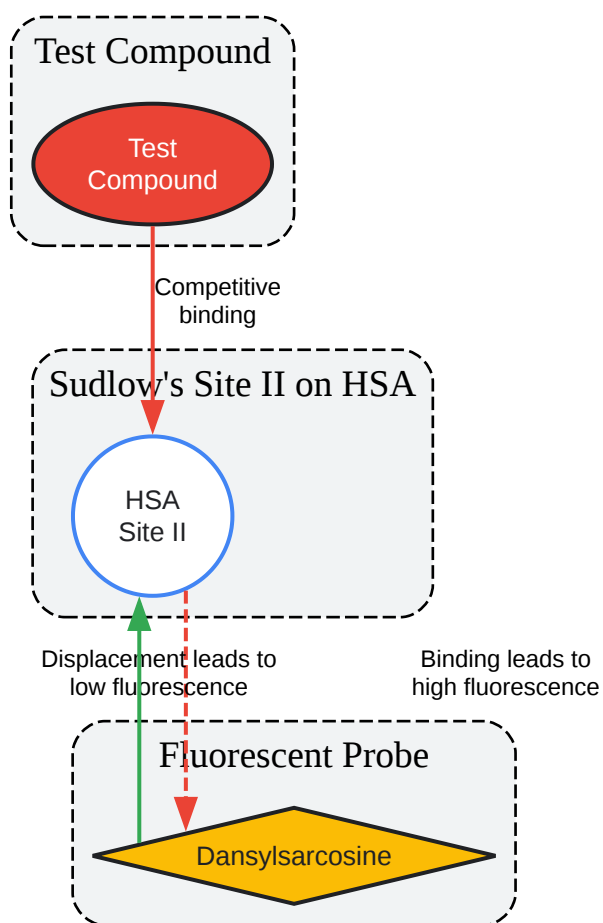 Test Compound
Test
Compound
Competitive
binding
Sudlow's Site II on HSA
HSA
Site II
Displacement leads to
low fluorescence
Binding leads to
high fluorescence
Fluorescent Probe
Dansylsarcosine